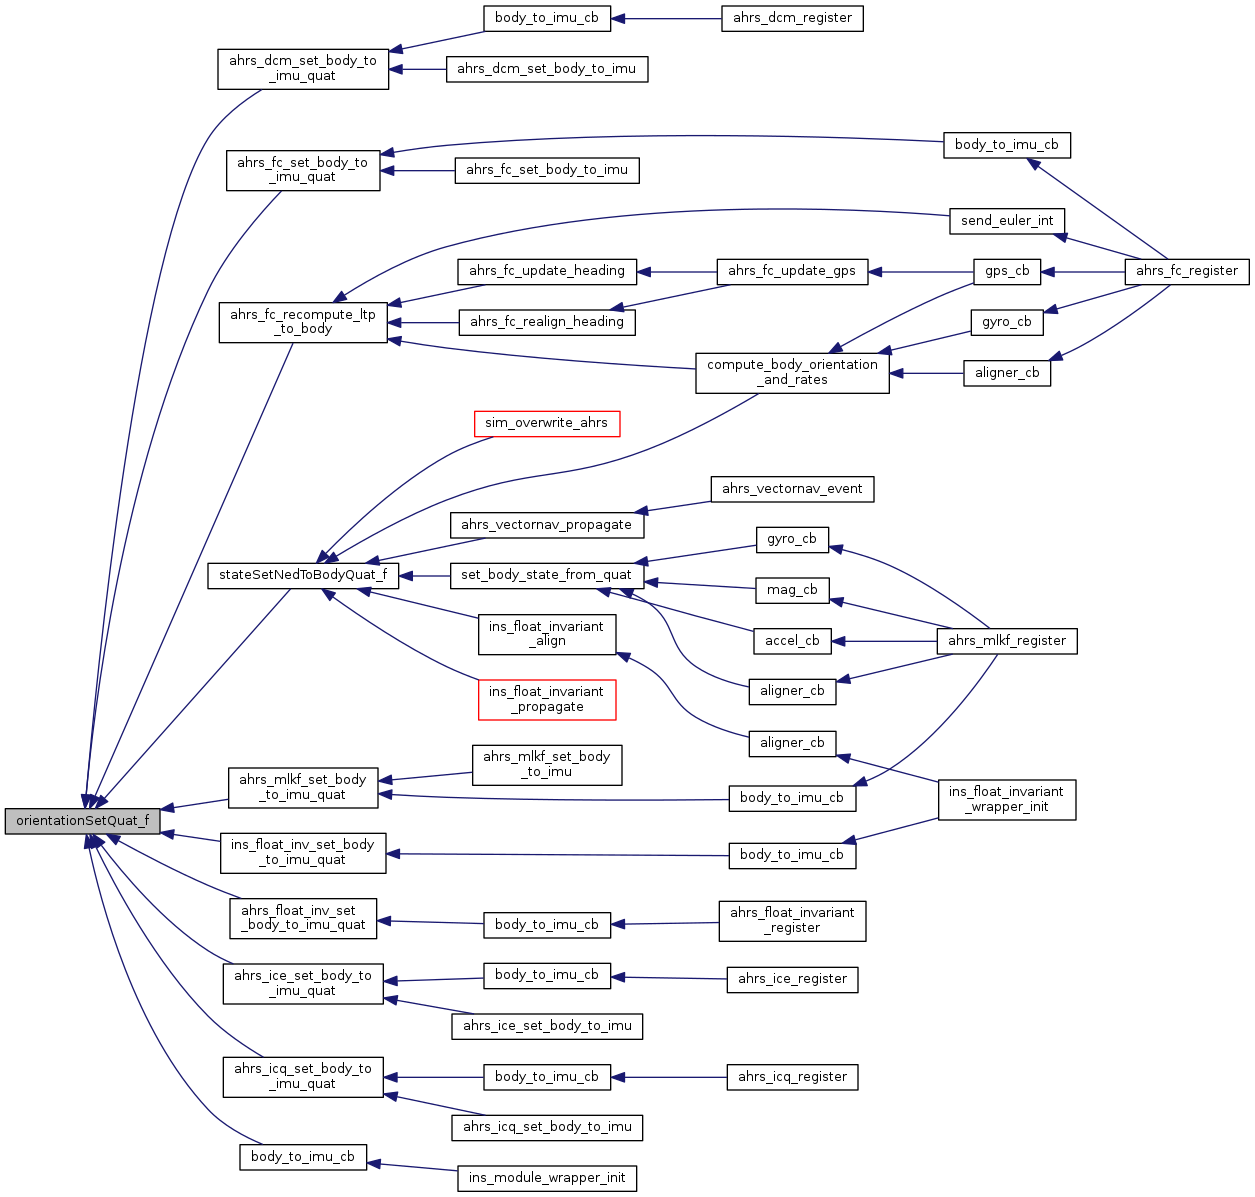 body_to_imu_cb
ahrs_dcm_register
ahrs_dcm_set_body_to
_imu_quat
ahrs_dcm_set_body_to_imu
ahrs_fc_set_body_to
_imu_quat
body_to_imu_cb
ahrs_fc_set_body_to_imu
send_euler_int
ahrs_fc_update_heading
ahrs_fc_update_gps
gps_cb
ahrs_fc_register
ahrs_fc_recompute_ltp
_to_body
ahrs_fc_realign_heading
gyro_cb
compute_body_orientation
_and_rates
aligner_cb
sim_overwrite_ahrs
ahrs_vectornav_event
ahrs_vectornav_propagate
gyro_cb
stateSetNedToBodyQuat_f
set_body_state_from_quat
mag_cb
ins_float_invariant
_align
accel_cb
ahrs_mlkf_register
ins_float_invariant
_propagate
aligner_cb
aligner_cb
ahrs_mlkf_set_body
_to_imu
ahrs_mlkf_set_body
_to_imu_quat
body_to_imu_cb
ins_float_invariant
_wrapper_init
orientationSetQuat_f
ins_float_inv_set_body
_to_imu_quat
body_to_imu_cb
ahrs_float_inv_set
_body_to_imu_quat
body_to_imu_cb
ahrs_float_invariant
_register
ahrs_ice_set_body_to
_imu_quat
body_to_imu_cb
ahrs_ice_register
ahrs_ice_set_body_to_imu
ahrs_icq_set_body_to
_imu_quat
body_to_imu_cb
ahrs_icq_register
ahrs_icq_set_body_to_imu
body_to_imu_cb
ins_module_wrapper_init